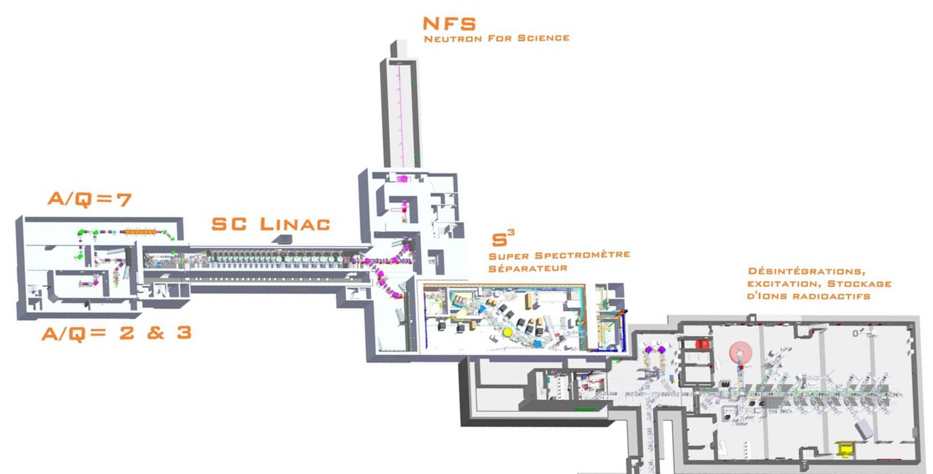 NFS
Neutron For Science
A/Q=7
SC Linac
S³
Super Spectromètre
Séparateur
Désintégrations,
excitation, Stockage
d'Ions radioactifs
A/Q= 2 & 3